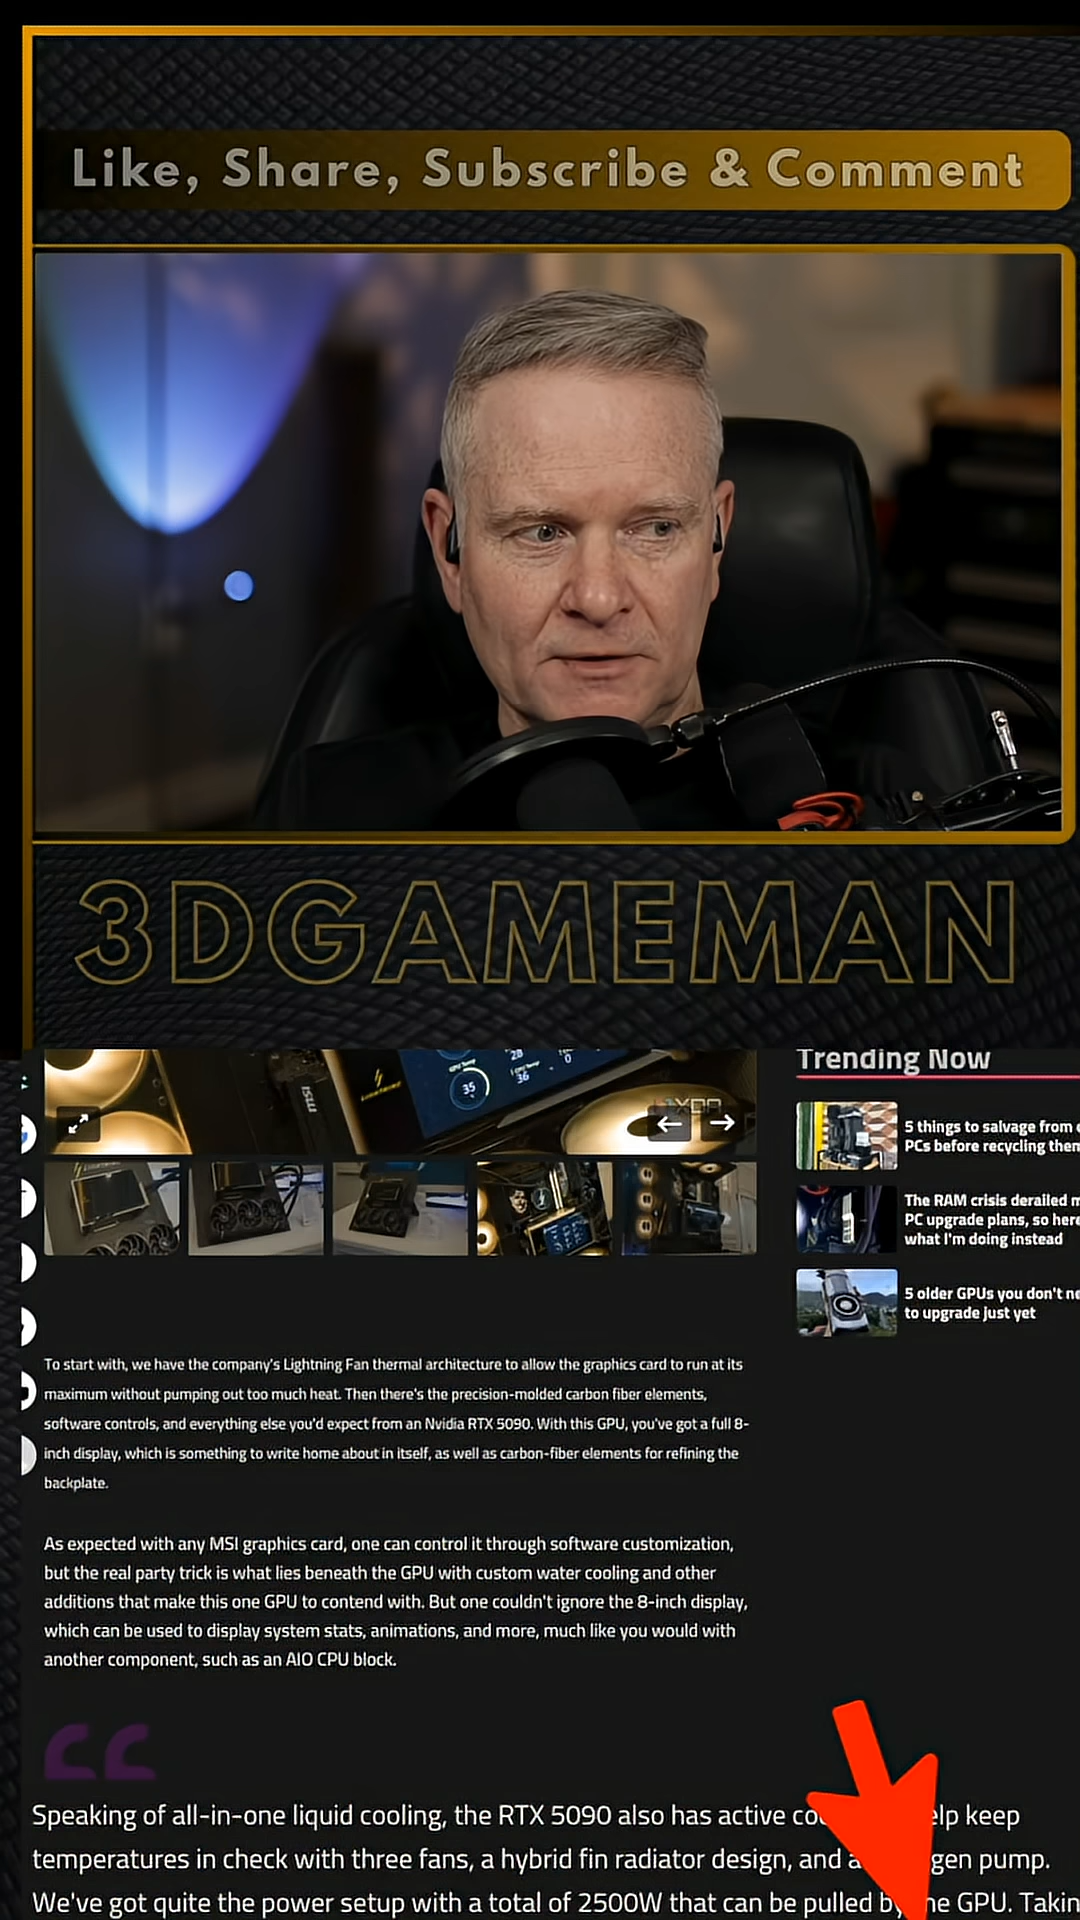 Like, Share, Subscribe & Comment
3DGAMEMAN
35
28
36
0
msi
Trending Now
5 things to salvage from
PCs before recycling them
The RAM crisis derailed
PC upgrade plans, so here
what I'm doing instead
5 older GPUs you don't
to upgrade just yet
To start with, we have the company's Lightning Fan thermal architecture to allow the graphics card to run at its
maximum without pumping out too much heat. Then there's the precision-molded carbon fiber elements,
software controls, and everything else you'd expect from an Nvidia RTX 5090. With this GPU, you've got a full 8-
inch display, which is something to write home about in itself, as well as carbon-fiber elements for refining the
backplate.
As expected with any MSI graphics card, one can control it through software customization,
but the real party trick is what lies beneath the GPU with custom water cooling and other
additions that make this one GPU to contend with. But one couldn't ignore the 8-inch display,
which can be used to display system stats, animations, and more, much like you would with
another component, such as an AIO CPU block.
Speaking of all-in-one liquid cooling, the RTX 5090 also has active keep
temperatures in check with three fans, a hybrid fin radiator design, and pump.
We've got quite the power setup with a total of 2500W that can be pulled by GPU.